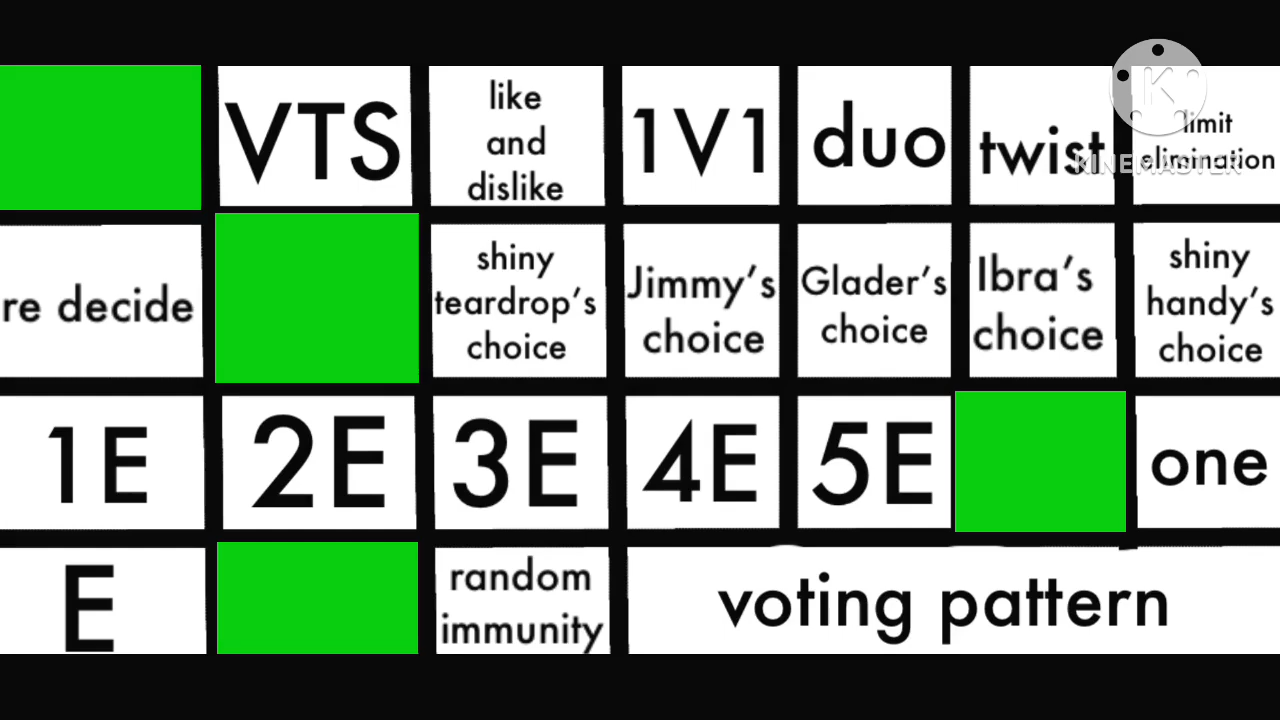 VTS
like
and
dislike
1V1
duo
twist
limit
elimination
KINEMASTER
re decide
shiny
teardrop's
choice
Jimmy's
choice
Glader's
choice
Ibra's
choice
shiny
handy's
choice
1E
2E
3E
4E
5E
one
E
random
immunity
voting pattern